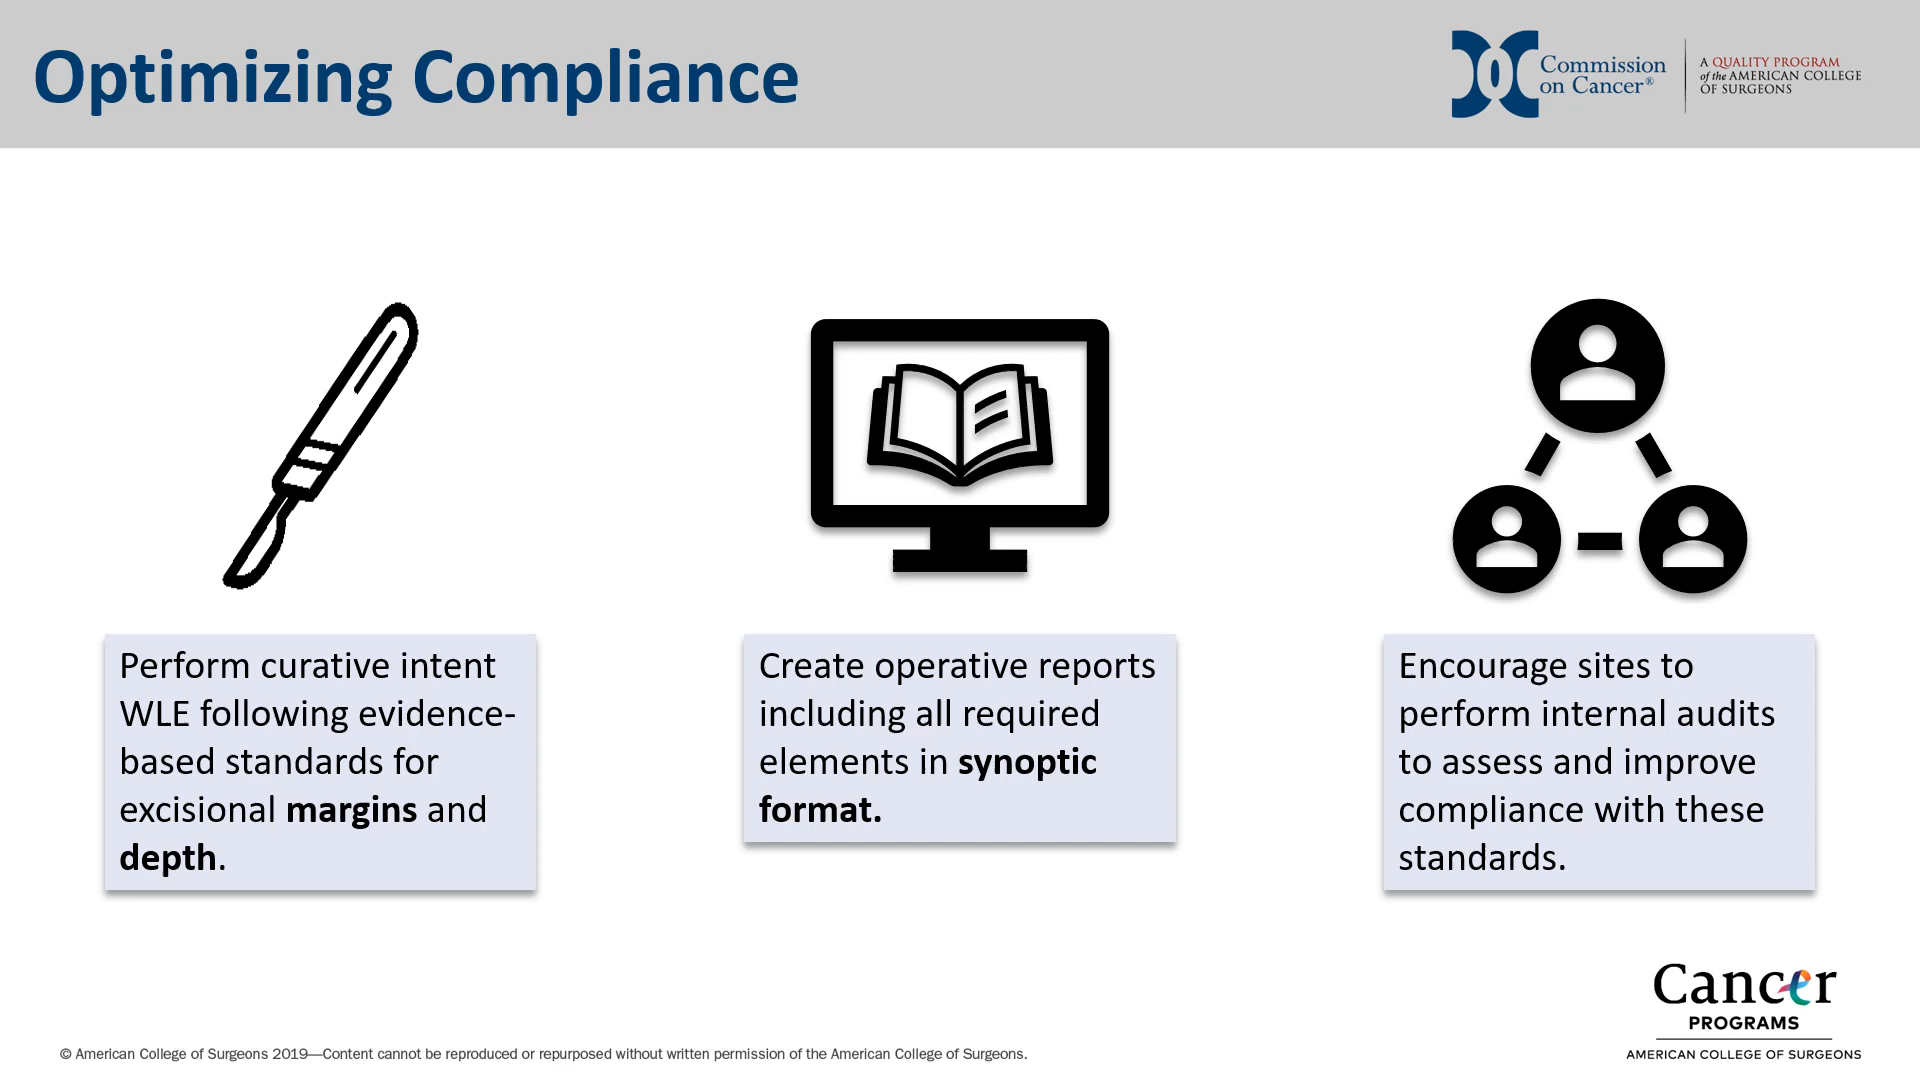 Optimizing Compliance
Commission
on Cancer®
A QUALITY PROGRAM
of the AMERICAN COLLEGE
OF SURGEONS
Perform curative intent
WLE following evidence-
based standards for
excisional margins and
depth.
Create operative reports
including all required
elements in synoptic
format.
Encourage sites to
perform internal audits
to assess and improve
compliance with these
standards.
Cancer
PROGRAMS
AMERICAN COLLEGE OF SURGEONS
© American College of Surgeons 2019—Content cannot be reproduced or repurposed without written permission of the American College of Surgeons.